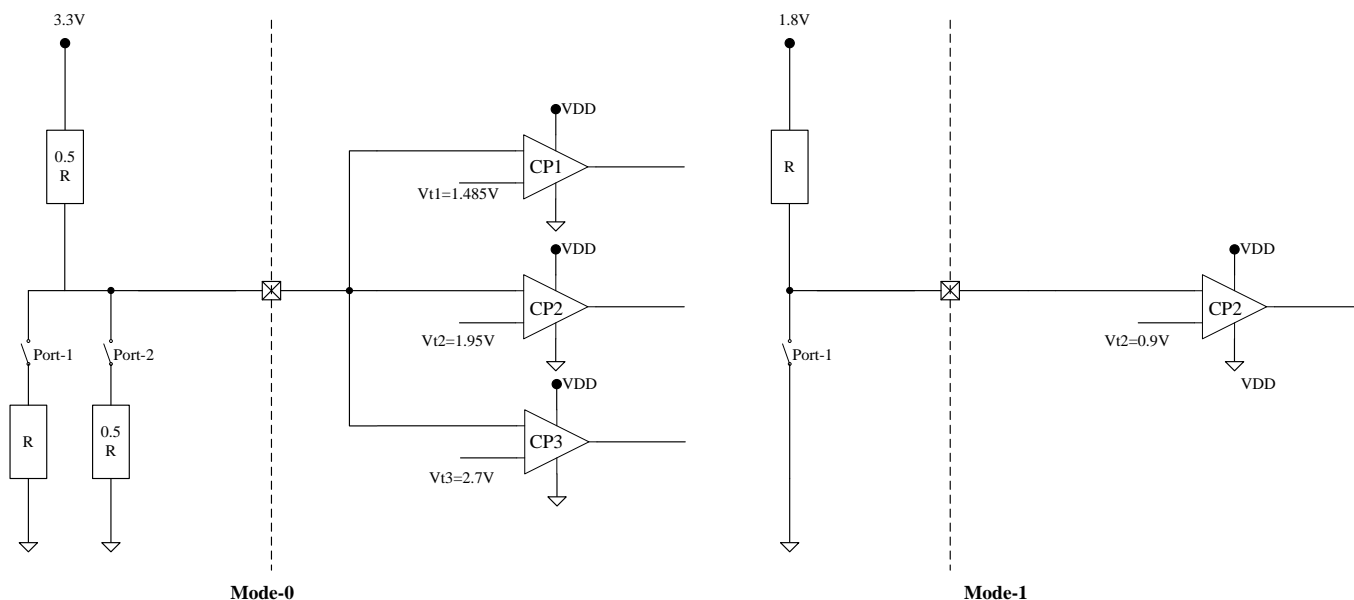 3.3V
0.5
R
Port-1
Port-2
R
0.5
R
VDD
CP1
Vt1=1.485V
VDD
CP2
Vt2=1.95V
VDD
CP3
Vt3=2.7V
Mode-0
1.8V
R
Port-1
VDD
CP2
Vt2=0.9V
VDD
Mode-1